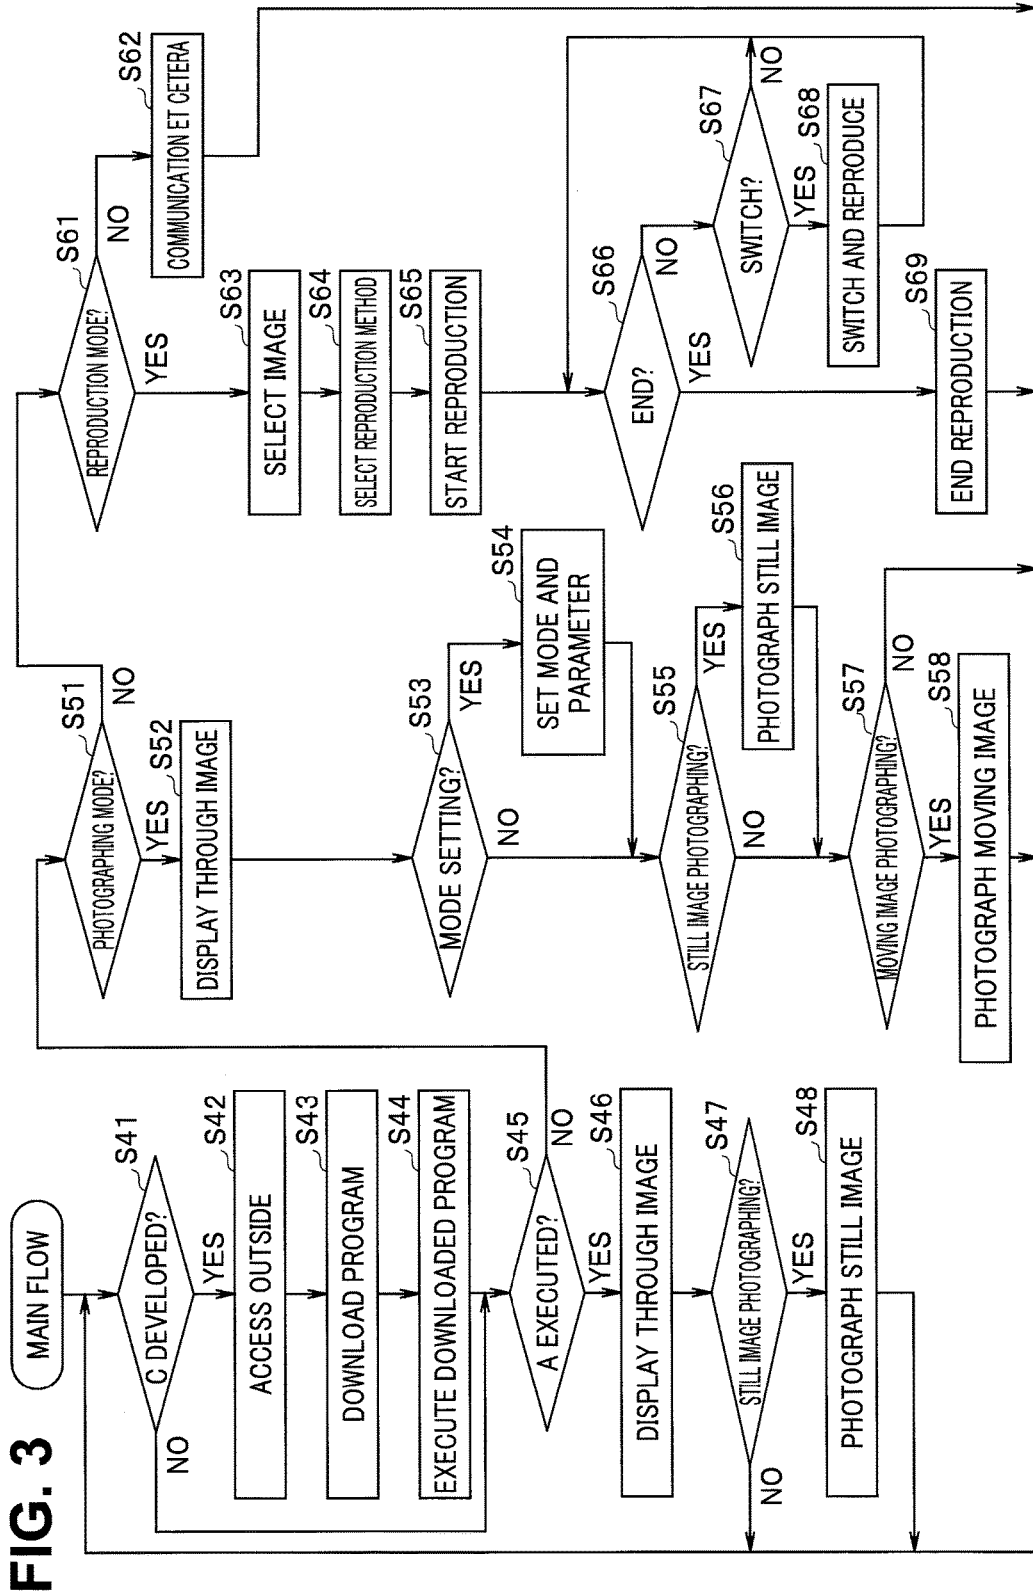 FIG. 3
MAIN FLOW
S41
C DEVELOPED?
NO
YES
S42
ACCESS OUTSIDE
S43
DOWNLOAD PROGRAM
S44
EXECUTE DOWNLOADED PROGRAM
S45
A EXECUTED?
NO
YES
S46
DISPLAY THROUGH IMAGE
S47
STILL IMAGE PHOTOGRAPHING?
NO
YES
S48
PHOTOGRAPH STILL IMAGE
S51
PHOTOGRAPHING MODE?
NO
YES
S52
DISPLAY THROUGH IMAGE
S53
MODE SETTING?
YES
NO
S54
SET MODE AND
PARAMETER
S55
STILL IMAGE PHOTOGRAPHING?
YES
NO
S56
PHOTOGRAPH STILL IMAGE
S57
MOVING IMAGE PHOTOGRAPHING?
NO
YES
S58
PHOTOGRAPH MOVING IMAGE
S61
REPRODUCTION MODE?
NO
YES
S62
COMMUNICATION ET CETERA
S63
SELECT IMAGE
S64
SELECT REPRODUCTION METHOD
S65
START REPRODUCTION
S66
END?
NO
YES
S67
SWITCH?
NO
YES
S68
SWITCH AND REPRODUCE
S69
END REPRODUCTION